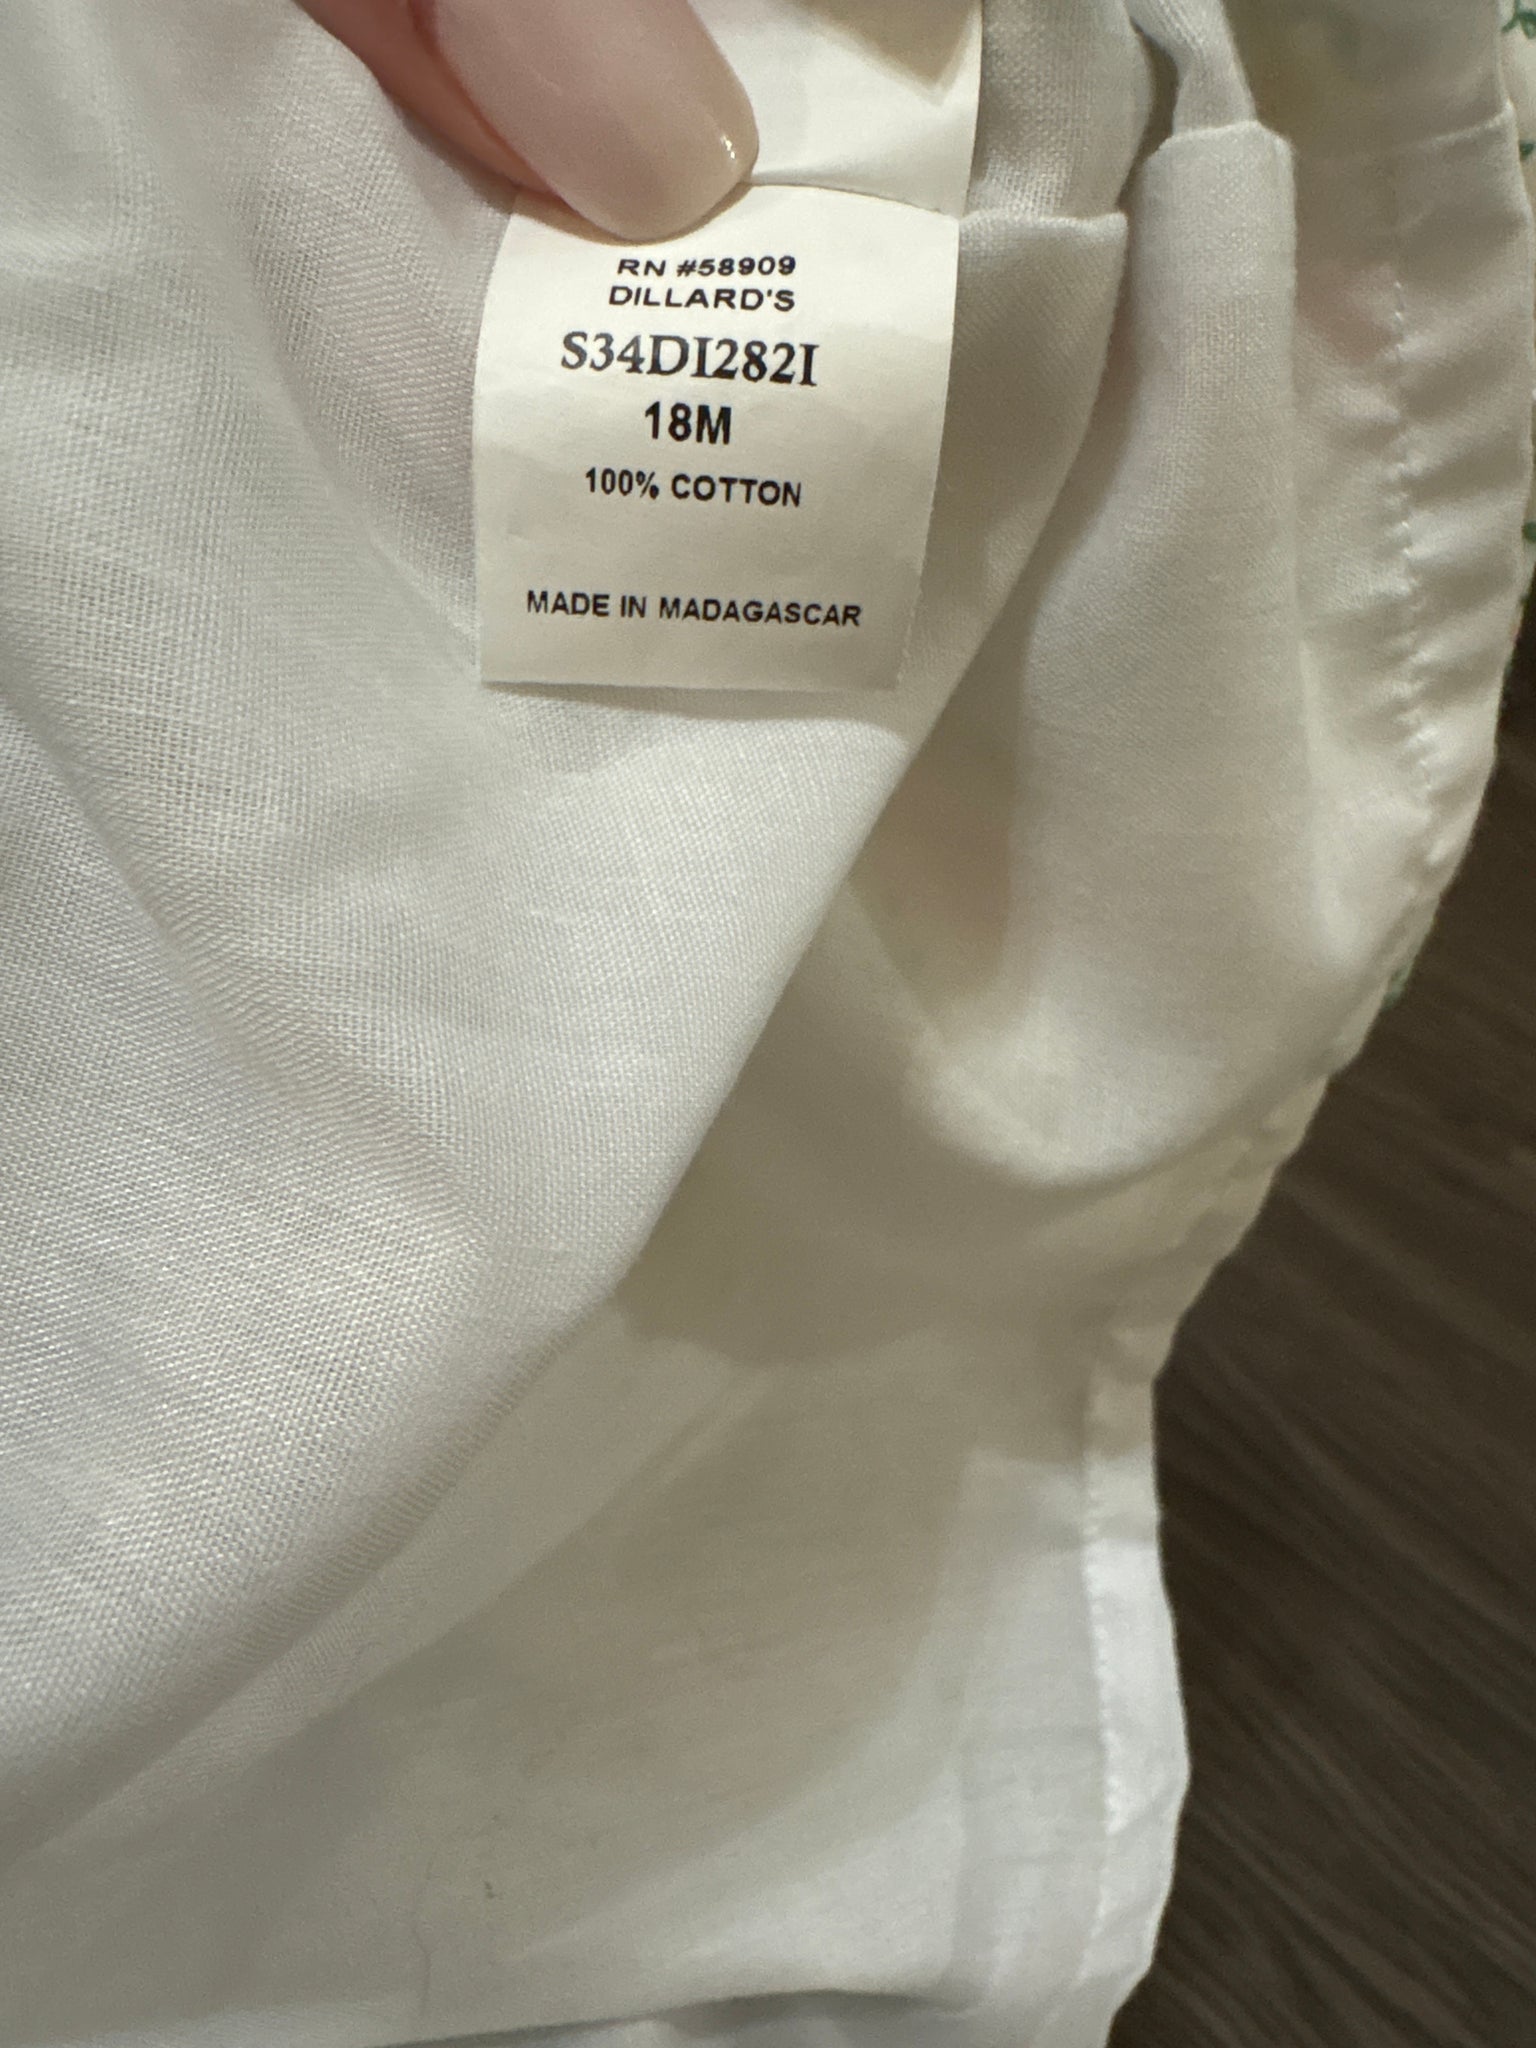 RN #58909
DILLARD'S
S34DI282I
18M
100% COTTON
MADE IN MADAGASCAR